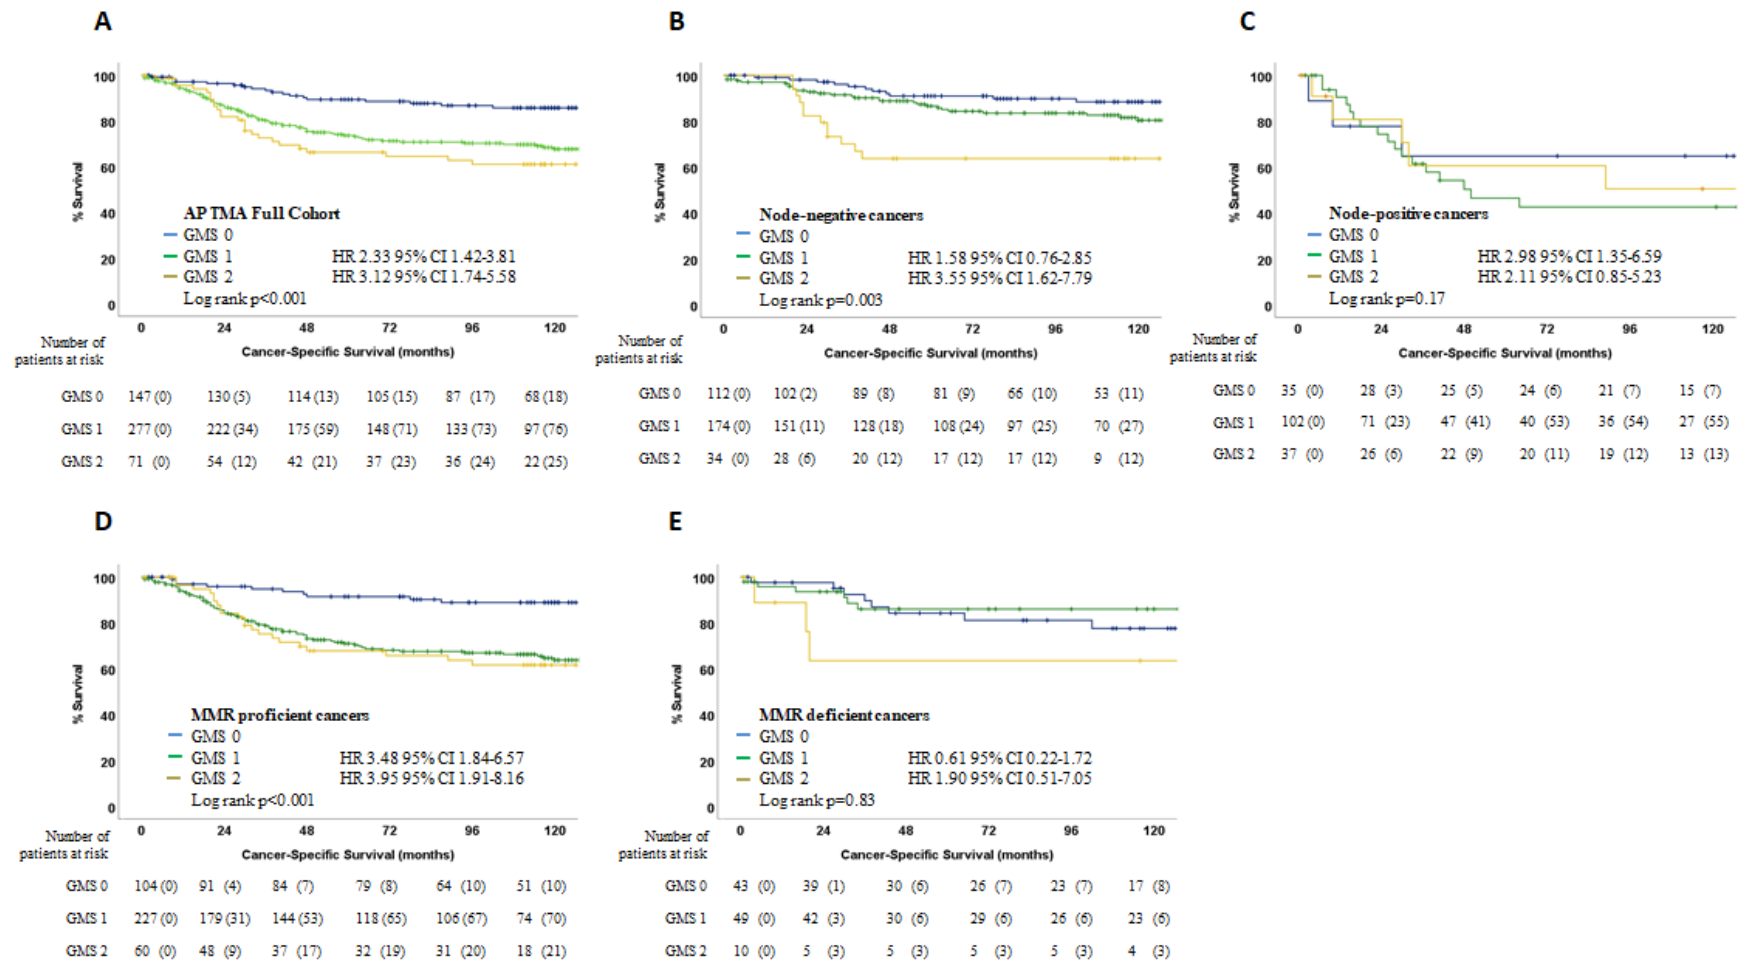 A
100
80
60
40
20
0
% Survival
AP TMA Full Cohort
GMS 0
GMS 1 HR 2.33 95% CI 1.42-3.81
GMS 2 HR 3.12 95% CI 1.74-5.58
Log rank p<0.001
0 24 48 72 96 120
Cancer-Specific Survival (months)
Number of
patients at risk
GMS 0 147 (0) 130 (5) 114 (13) 105 (15) 87 (17) 68 (18)
GMS 1 277 (0) 222 (34) 175 (59) 148 (71) 133 (73) 97 (76)
GMS 2 71 (0) 54 (12) 42 (21) 37 (23) 36 (24) 22 (25)
B
100
80
60
40
20
0
% Survival
Node-negative cancers
GMS 0
GMS 1 HR 1.58 95% CI 0.76-2.85
GMS 2 HR 3.55 95% CI 1.62-7.79
Log rank p=0.003
0 24 48 72 96 120
Cancer-Specific Survival (months)
Number of
patients at risk
GMS 0 112 (0) 102 (2) 89 (8) 81 (9) 66 (10) 53 (11)
GMS 1 174 (0) 151 (11) 128 (18) 108 (24) 97 (25) 70 (27)
GMS 2 34 (0) 28 (6) 20 (12) 17 (12) 17 (12) 9 (12)
C
100
80
60
40
20
0
% Survival
Node-positive cancers
GMS 0
GMS 1 HR 2.98 95% CI 1.35-6.59
GMS 2 HR 2.11 95% CI 0.85-5.23
Log rank p=0.17
0 24 48 72 96 120
Cancer-Specific Survival (months)
Number of
patients at risk
GMS 0 35 (0) 28 (3) 25 (5) 24 (6) 21 (7) 15 (7)
GMS 1 102 (0) 71 (23) 47 (41) 40 (53) 36 (54) 27 (55)
GMS 2 37 (0) 26 (6) 22 (9) 20 (11) 19 (12) 13 (13)
D
100
80
60
40
20
0
% Survival
MMR proficient cancers
GMS 0
GMS 1 HR 3.48 95% CI 1.84-6.57
GMS 2 HR 3.95 95% CI 1.91-8.16
Log rank p<0.001
0 24 48 72 96 120
Cancer-Specific Survival (months)
Number of
patients at risk
GMS 0 104 (0) 91 (4) 84 (7) 79 (8) 64 (10) 51 (10)
GMS 1 227 (0) 179 (31) 144 (53) 118 (65) 106 (67) 74 (70)
GMS 2 60 (0) 48 (9) 37 (17) 32 (19) 31 (20) 18 (21)
E
100
80
60
40
20
0
% Survival
MMR deficient cancers
GMS 0
GMS 1 HR 0.61 95% CI 0.22-1.72
GMS 2 HR 1.90 95% CI 0.51-7.05
Log rank p=0.83
0 24 48 72 96 120
Cancer-Specific Survival (months)
Number of
patients at risk
GMS 0 43 (0) 39 (1) 30 (6) 26 (7) 23 (7) 17 (8)
GMS 1 49 (0) 42 (3) 30 (6) 29 (6) 26 (6) 23 (6)
GMS 2 10 (0) 5 (3) 5 (3) 5 (3) 5 (3) 4 (3)